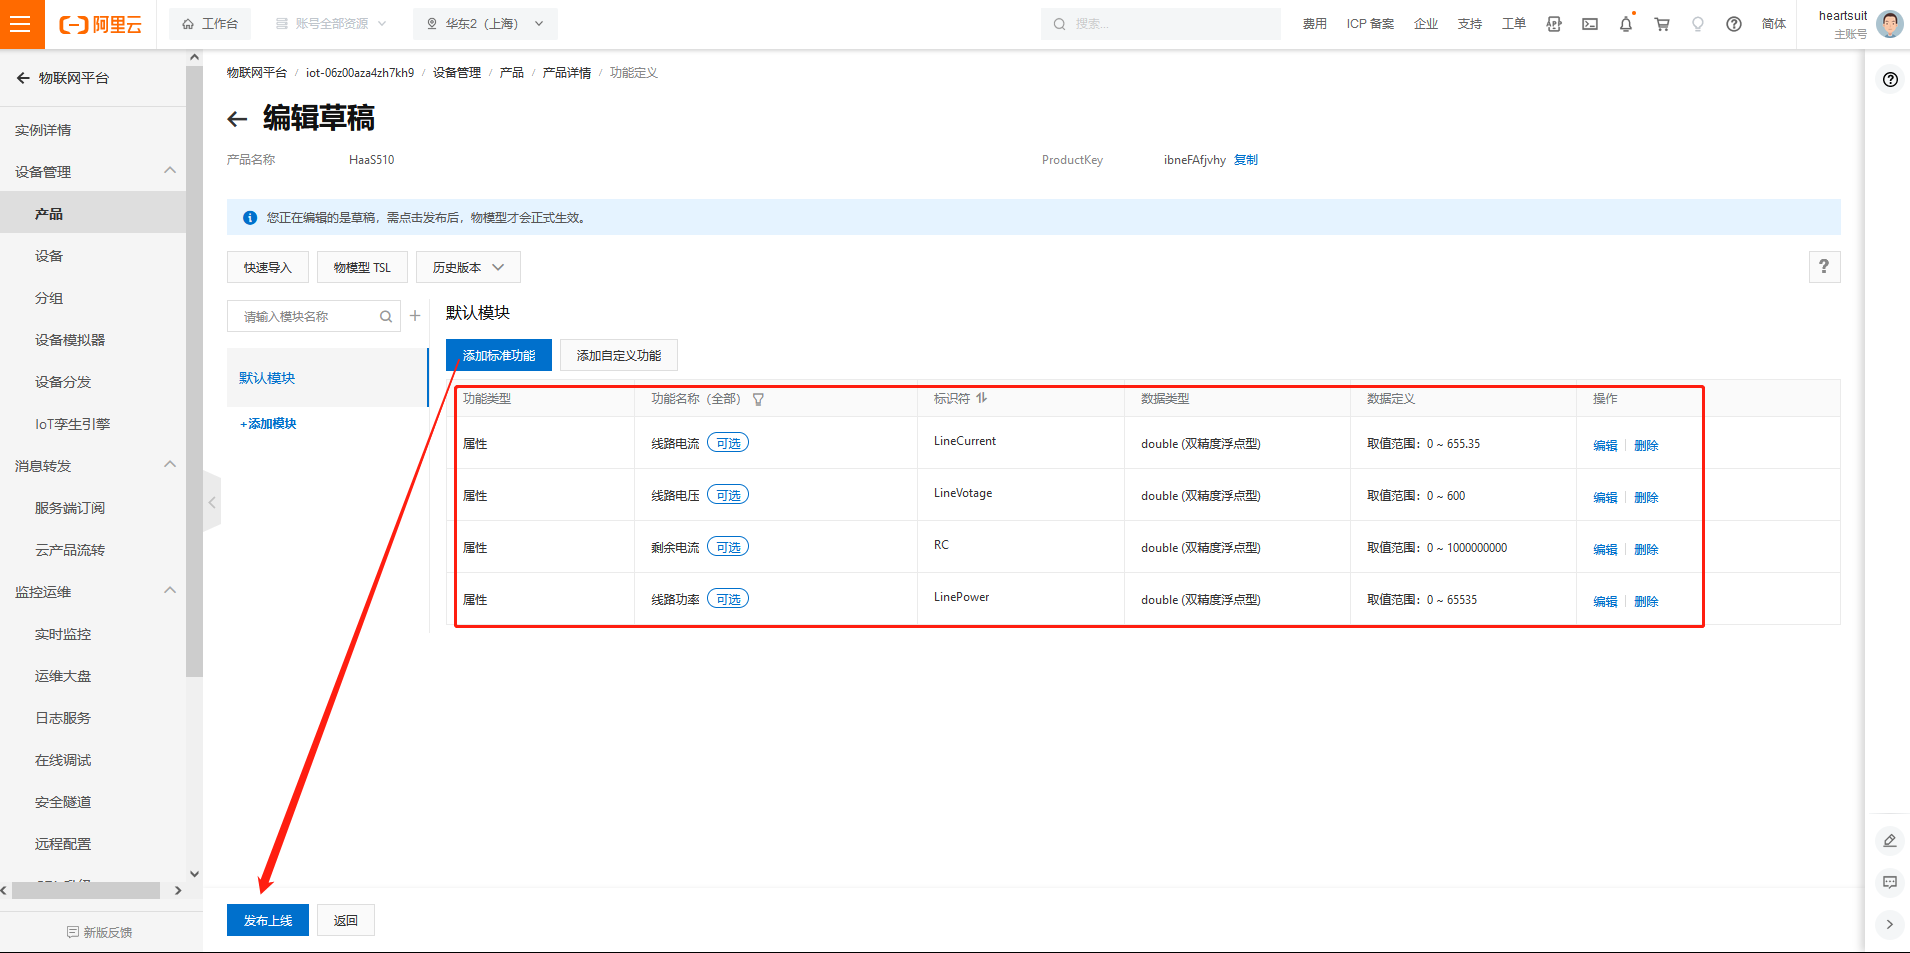 阿里云
工作台
账号全部资源
华东2（上海）
搜索...
费用
ICP 备案
企业
支持
工单
简体
heartsuit
主账号
物联网平台
实例详情
设备管理
产品
设备
分组
设备模拟器
设备分发
IoT孪生引擎
消息转发
服务端订阅
云产品流转
监控运维
实时监控
运维大盘
日志服务
在线调试
安全隧道
远程配置
新版反馈
物联网平台 / iot-06z00aza4zh7kh9 / 设备管理 / 产品 / 产品详情 / 功能定义
编辑草稿
产品名称 HaaS510 ProductKey ibneFAfjvhy 复制
您正在编辑的是草稿，需点击发布后，物模型才会正式生效。
快速导入 物模型 TSL 历史版本 ?
请输入模块名称 +
默认模块
+添加模块
默认模块
添加标准功能 添加自定义功能
功能类型 功能名称（全部） 标识符 数据类型 数据定义 操作
属性 线路电流 可选 LineCurrent double (双精度浮点型) 取值范围：0 ~ 655.35 编辑 删除
属性 线路电压 可选 LineVotage double (双精度浮点型) 取值范围：0 ~ 600 编辑 删除
属性 剩余电流 可选 RC double (双精度浮点型) 取值范围：0 ~ 1000000000 编辑 删除
属性 线路功率 可选 LinePower double (双精度浮点型) 取值范围：0 ~ 65535 编辑 删除
发布上线 返回